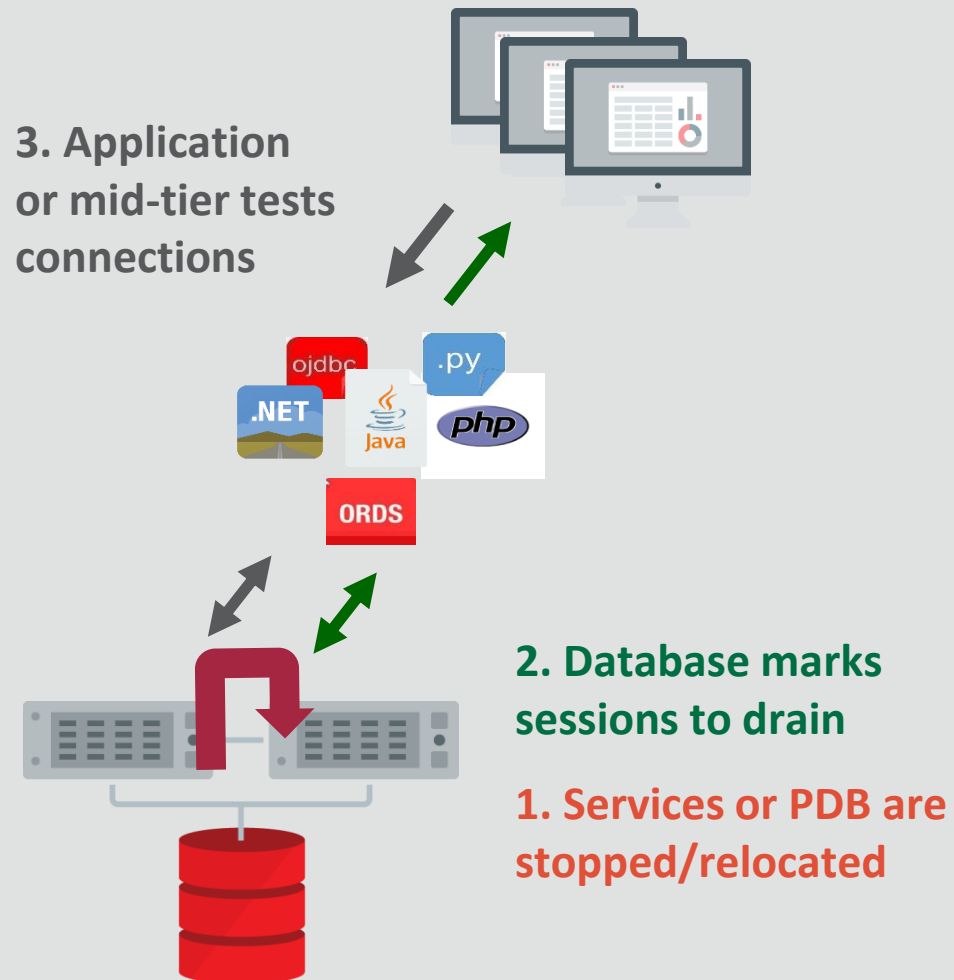 3. Application
or mid-tier tests
connections
ojdbc
.py
.NET
Java
php
ORDS
2. Database marks
sessions to drain
1. Services or PDB are
stopped/relocated